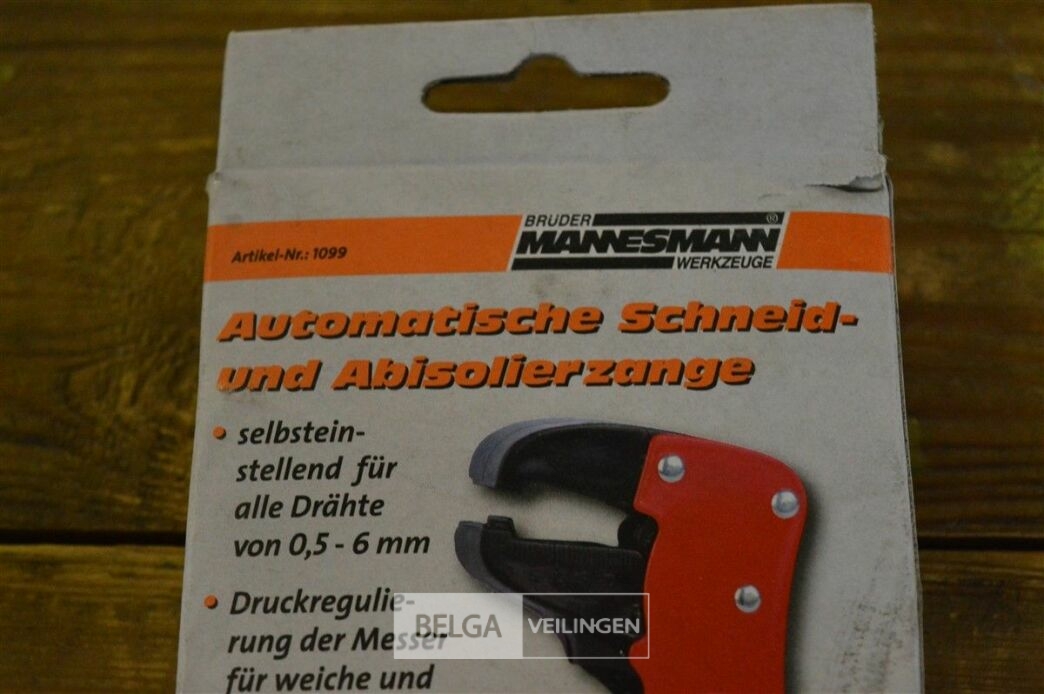 BRÜDER
MANNESMANN®
WERKZEUGE
Artikel-Nr.: 1099
Automatische Schneid-
und Abisolierzange
• selbstein-
stellend für
alle Drähte
von 0,5 - 6 mm
• Druckregulie-
rung der Messer
für weiche und
BELGA VEILINGEN